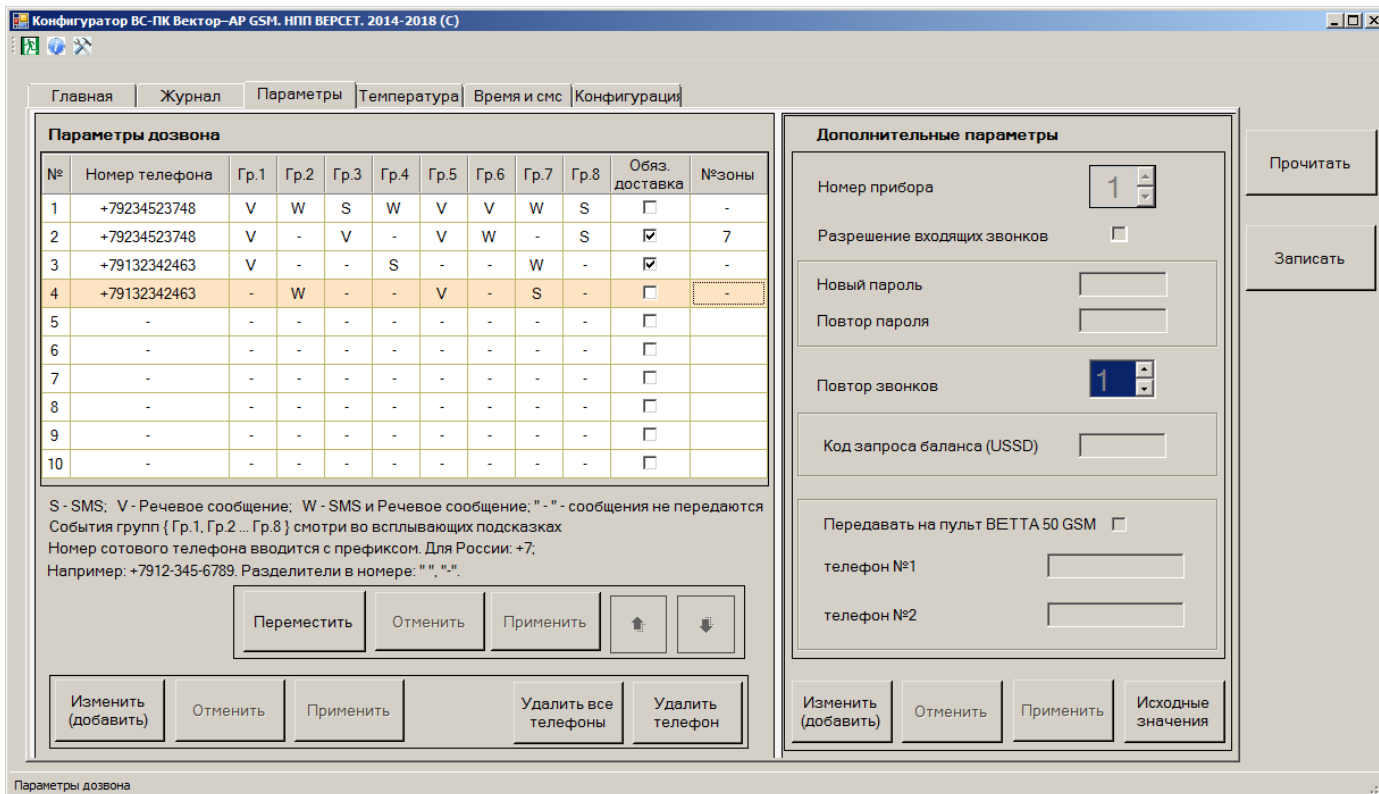 Конфигуратор ВС-ПК Вектор–АР GSM. НПП ВЕРСЕТ. 2014-2018 (C)
Главная Журнал Параметры Температура Время и смс Конфигурация
Параметры дозвона
№ Номер телефона Гр.1 Гр.2 Гр.3 Гр.4 Гр.5 Гр.6 Гр.7 Гр.8 Обяз. доставка №зоны
1 +79234523748 V W S W V V W S -
2 +79234523748 V - V - V W - S 7
3 +79132342463 V - - S - - W - -
4 +79132342463 - W - - V - S - -
5 - - - - - - - - -
6 - - - - - - - - -
7 - - - - - - - - -
8 - - - - - - - - -
9 - - - - - - - - -
10 - - - - - - - - -
S - SMS; V - Речевое сообщение; W - SMS и Речевое сообщение; " - " - сообщения не передаются
События групп { Гр.1, Гр.2 ... Гр.8 } смотри во всплывающих подсказках
Номер сотового телефона вводится с префиксом. Для России: +7;
Например: +7912-345-6789. Разделители в номере: " ", "-".
Переместить Отменить Применить
Изменить (добавить) Отменить Применить Удалить все телефоны Удалить телефон
Дополнительные параметры
Номер прибора 1
Разрешение входящих звонков
Новый пароль
Повтор пароля
Повтор звонков 1
Код запроса баланса (USSD)
Передавать на пульт BETTA 50 GSM
телефон №1
телефон №2
Изменить (добавить) Отменить Применить Исходные значения
Прочитать
Записать
Параметры дозвона